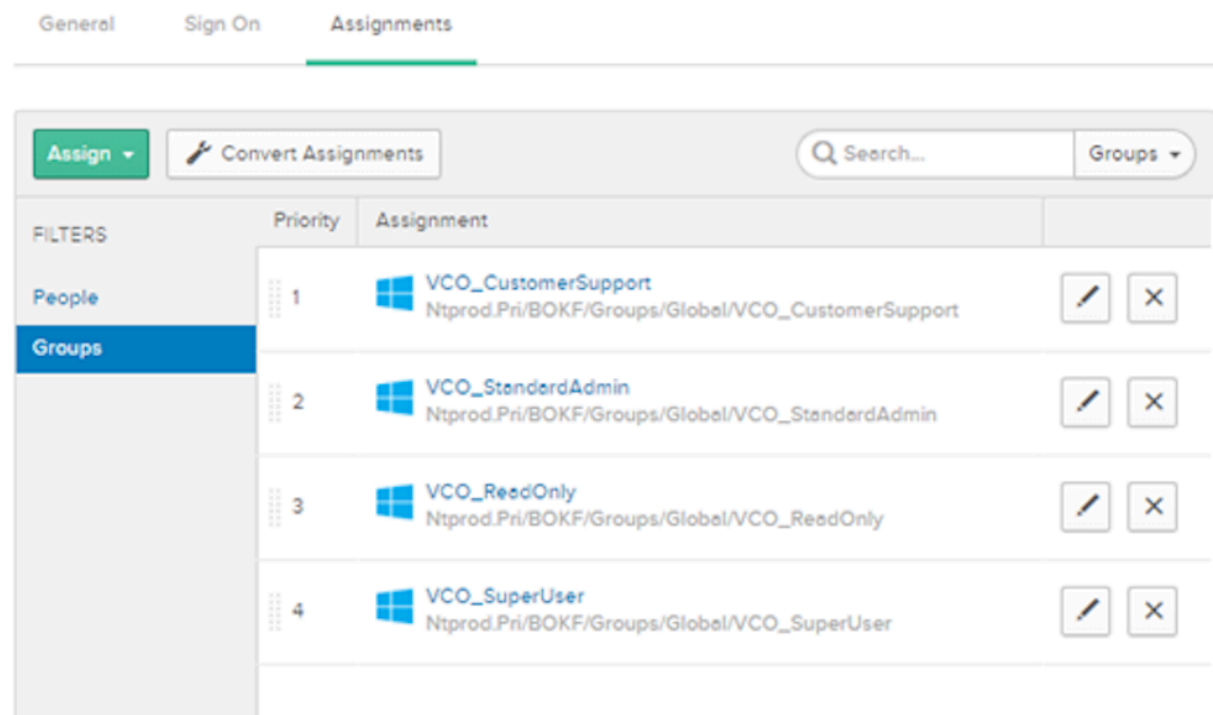 General Sign On Assignments
Assign Convert Assignments Search... Groups
FILTERS
People
Groups
Priority Assignment
1 VCO_CustomerSupport
Ntprod.Pri/BOKF/Groups/Global/VCO_CustomerSupport
2 VCO_StandardAdmin
Ntprod.Pri/BOKF/Groups/Global/VCO_StandardAdmin
3 VCO_ReadOnly
Ntprod.Pri/BOKF/Groups/Global/VCO_ReadOnly
4 VCO_SuperUser
Ntprod.Pri/BOKF/Groups/Global/VCO_SuperUser